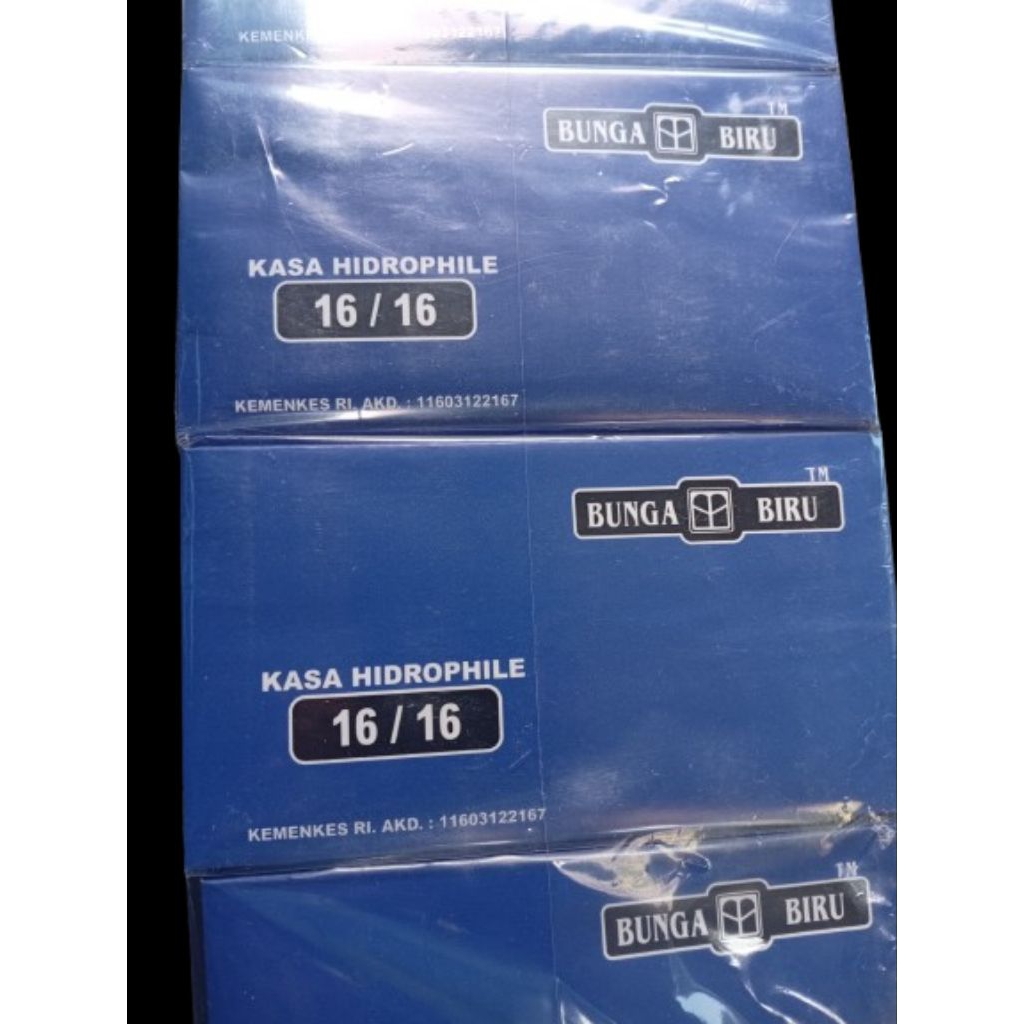 KEMENK
BUNGA BIRU TM
KASA HIDROPHILE
16 / 16
KEMENKES RI. AKD. : 11603122167
BUNGA BIRU TM
KASA HIDROPHILE
16 / 16
KEMENKES RI. AKD. : 11603122167
BUNGA BIRU TM